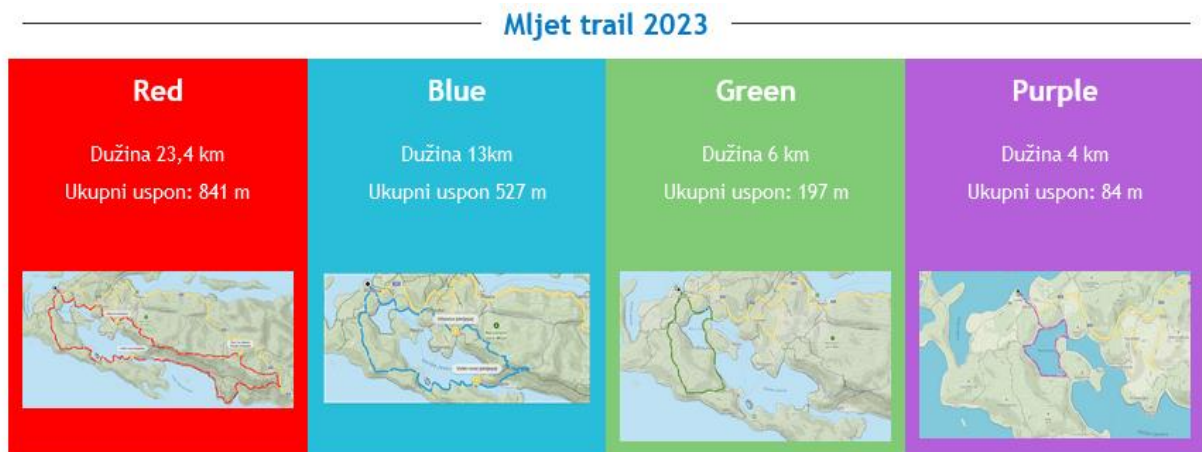 Mljet trail 2023
Red
Dužina 23,4 km
Ukupni uspon: 841 m
Blue
Dužina 13km
Ukupni uspon 527 m
Green
Dužina 6 km
Ukupni uspon: 197 m
Purple
Dužina 4 km
Ukupni uspon: 84 m